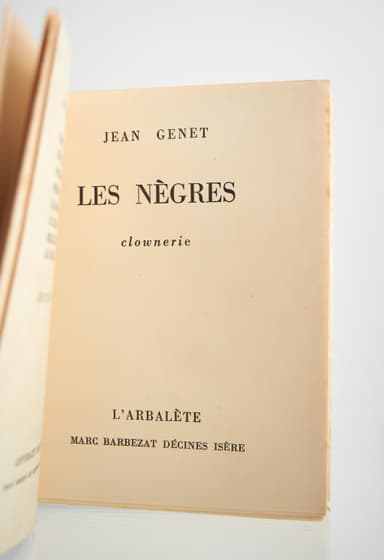 JEAN GENET
LES NÈGRES
clownerie
L'ARBALÈTE
MARC BARBEZAT DÉCINES ISÈRE